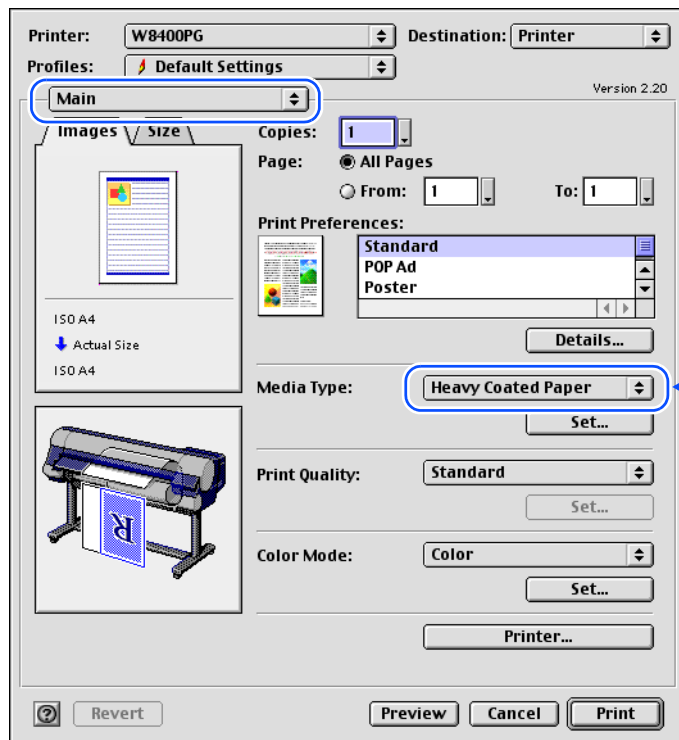 Printer: W8400PG Destination: Printer
Profiles: Default Settings
Version 2.20
Main
Images Size
Copies: 1
Page: All Pages
From: 1 To: 1
Print Preferences:
Standard
POP Ad
Poster
ISO A4
Actual Size
ISO A4
Details...
Media Type: Heavy Coated Paper
Set...
Print Quality: Standard
Set...
R
Color Mode: Color
Set...
Printer...
? Revert Preview Cancel Print